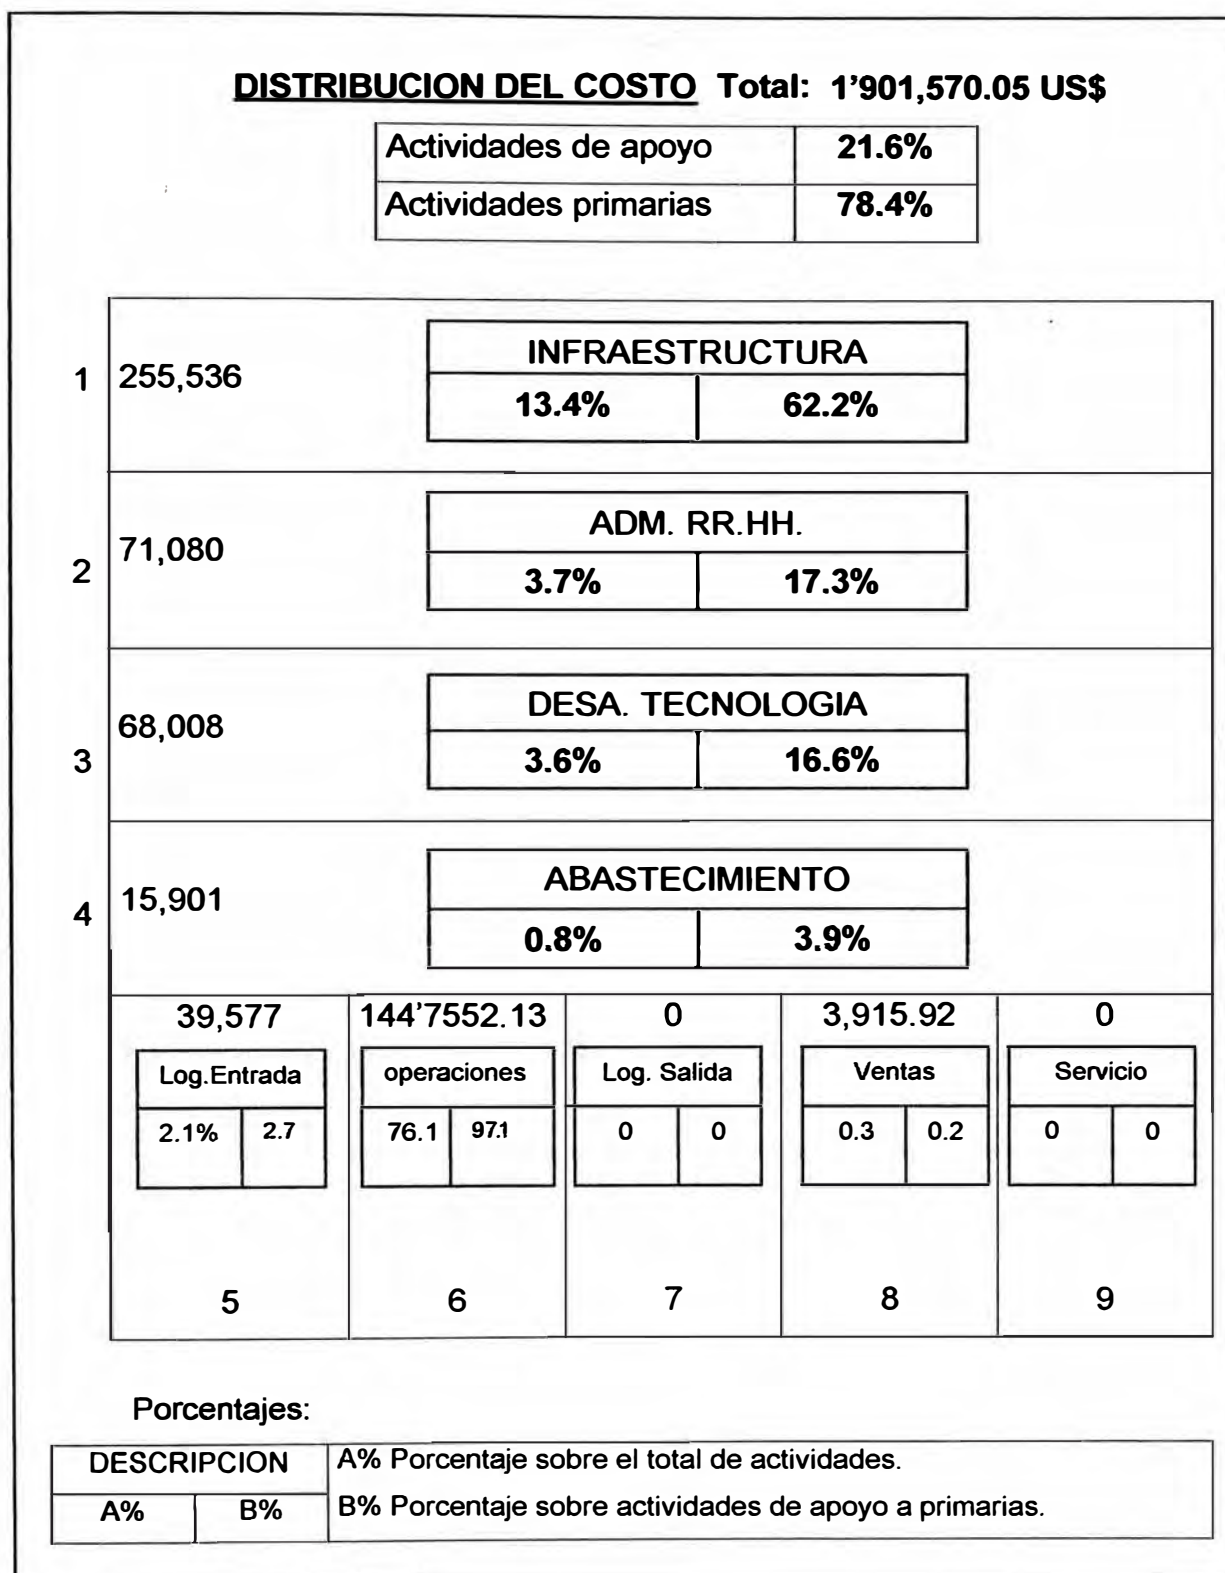 DISTRIBUCION DEL COSTO Total: 1'901,570.05 US$
Actividades de apoyo 21.6%
Actividades primarias 78.4%
1 255,536 INFRAESTRUCTURA
13.4% 62.2%
2 71,080 ADM. RR.HH.
3.7% 17.3%
3 68,008 DESA. TECNOLOGIA
3.6% 16.6%
4 15,901 ABASTECIMIENTO
0.8% 3.9%
39,577 144'7552.13 0 3,915.92 0
Log.Entrada operaciones Log. Salida Ventas Servicio
2.1% 2.7 76.1 97.1 0 0 0.3 0.2 0 0
5 6 7 8 9
Porcentajes:
DESCRIPCION A% Porcentaje sobre el total de actividades.
A% B% B% Porcentaje sobre actividades de apoyo a primarias.